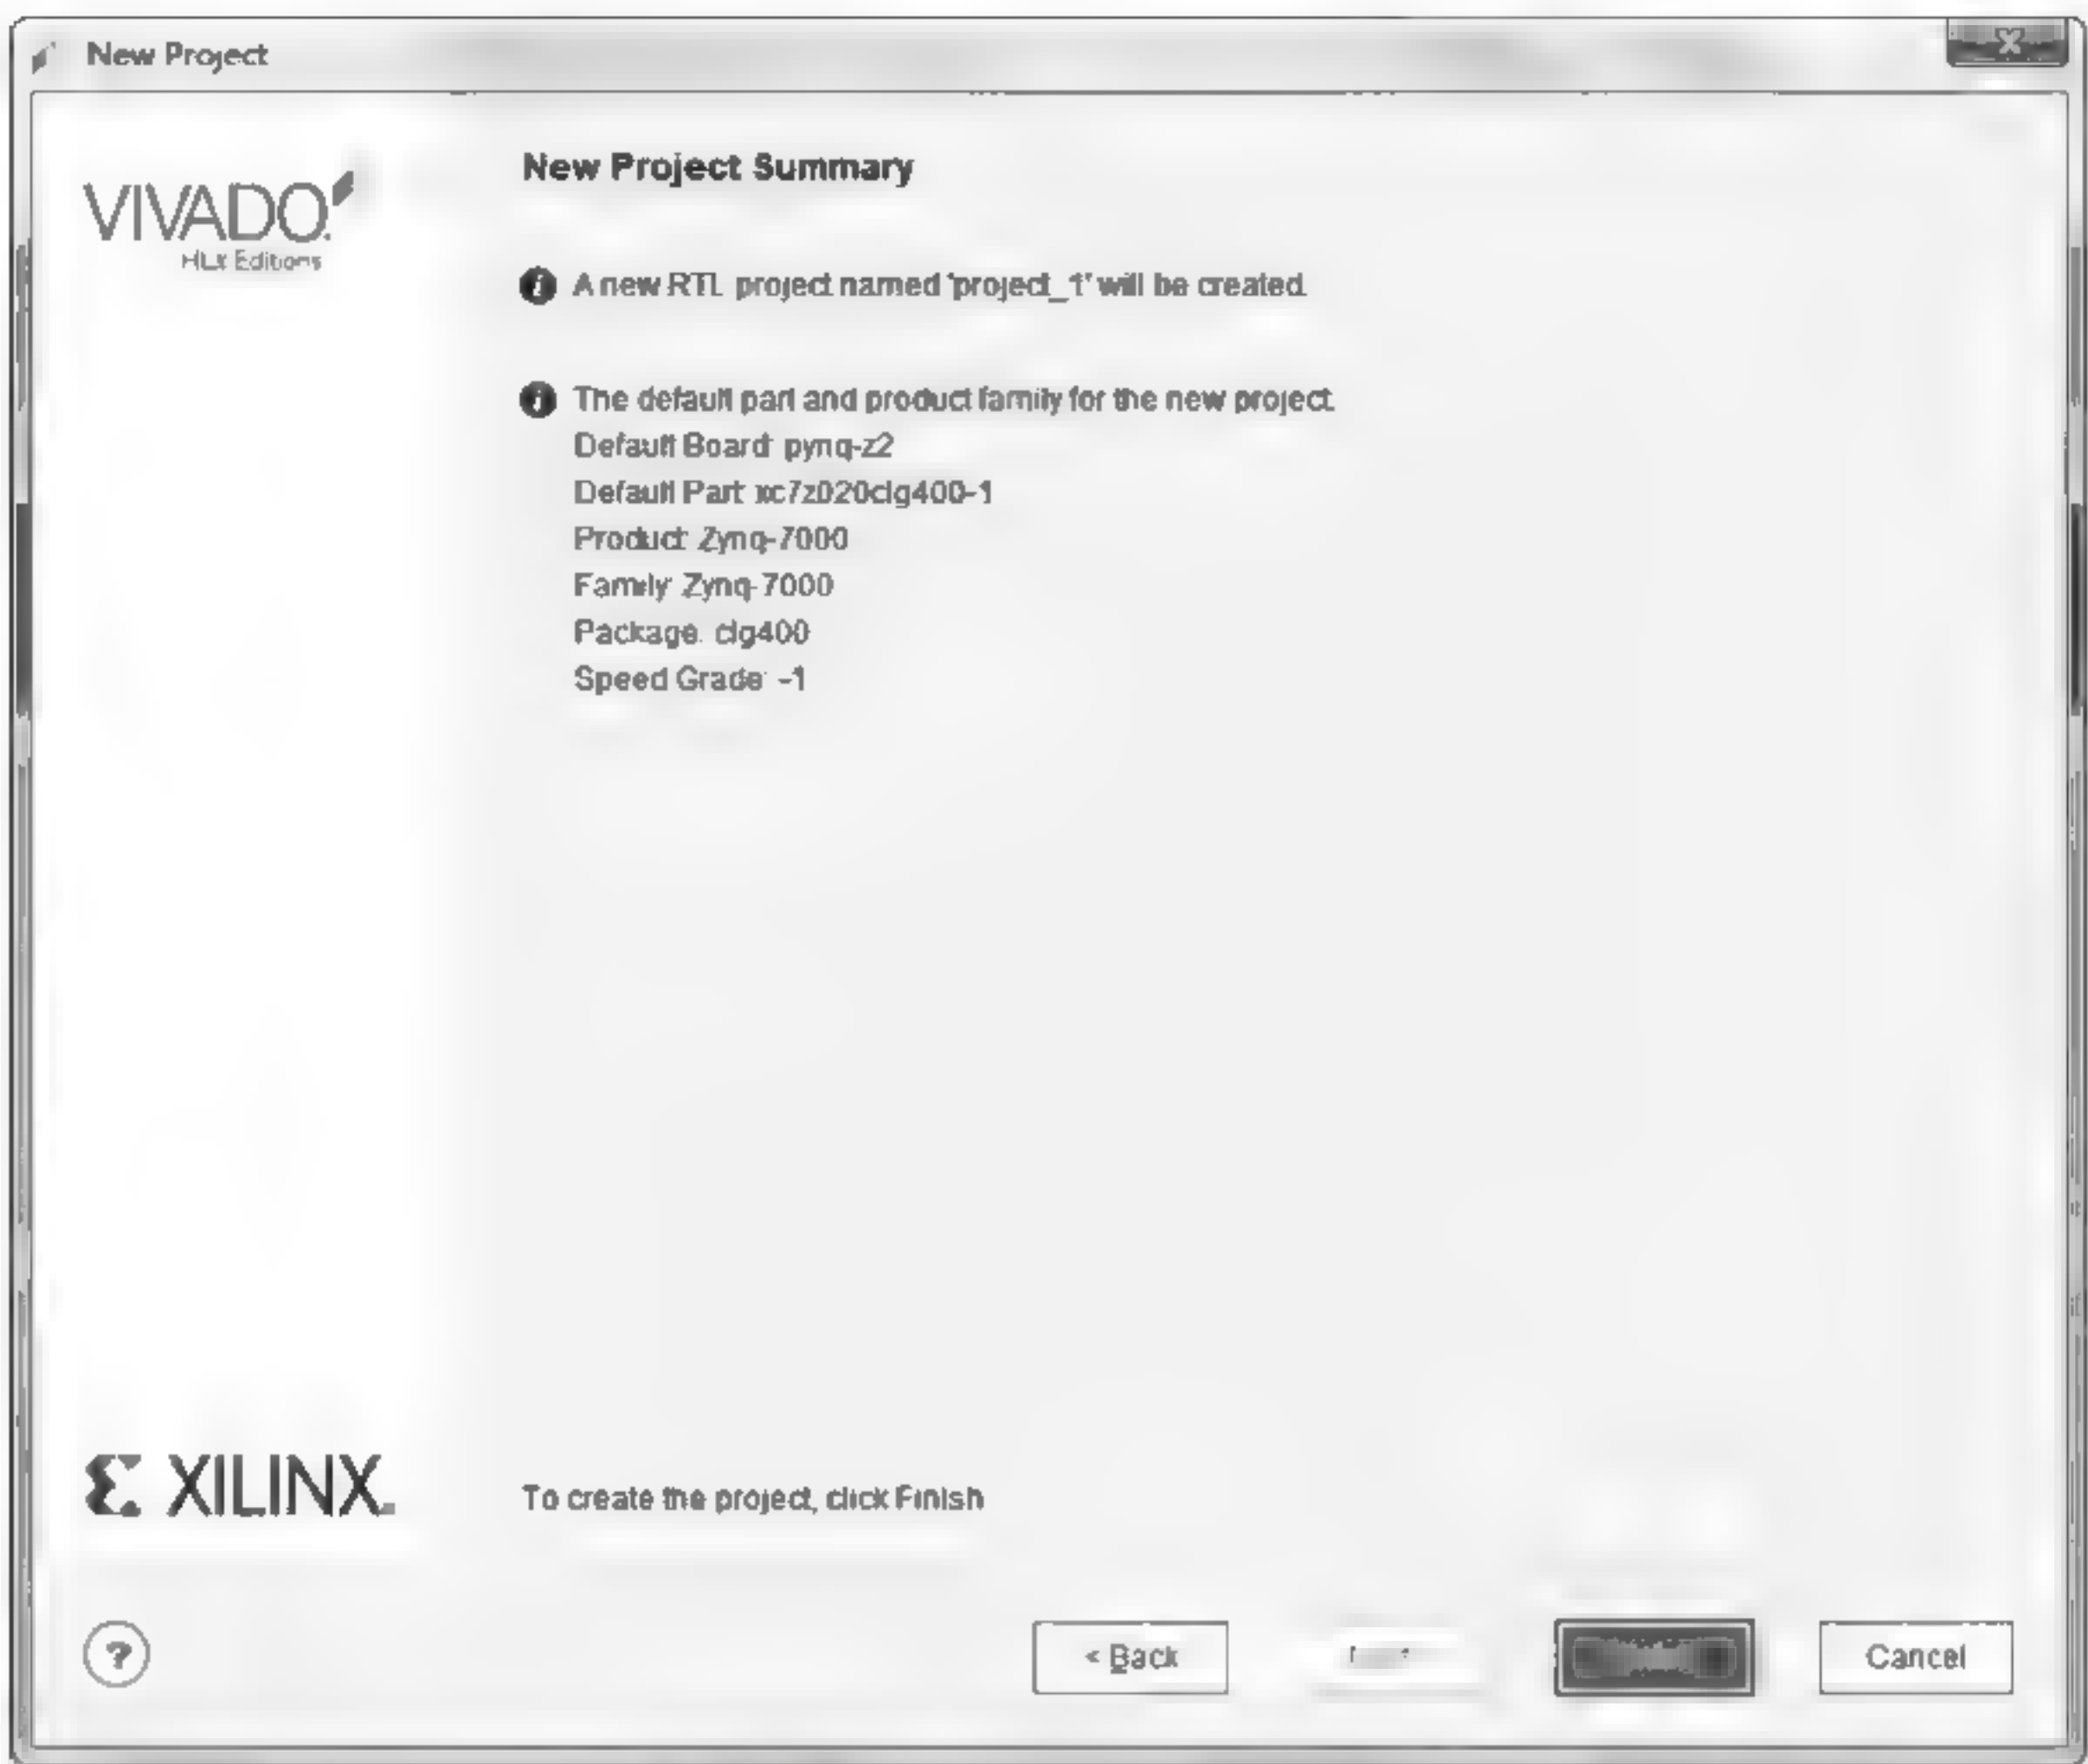 New Project
VIVADO
HLx Editions
New Project Summary
A new RTL project named 'project_1' will be created.
The default part and product family for the new project:
Default Board: pynq-z2
Default Part: xc7z020clg400-1
Product: Zynq-7000
Family: Zynq-7000
Package: clg400
Speed Grade: -1
XILINX
To create the project, click Finish
?
< Back
Cancel